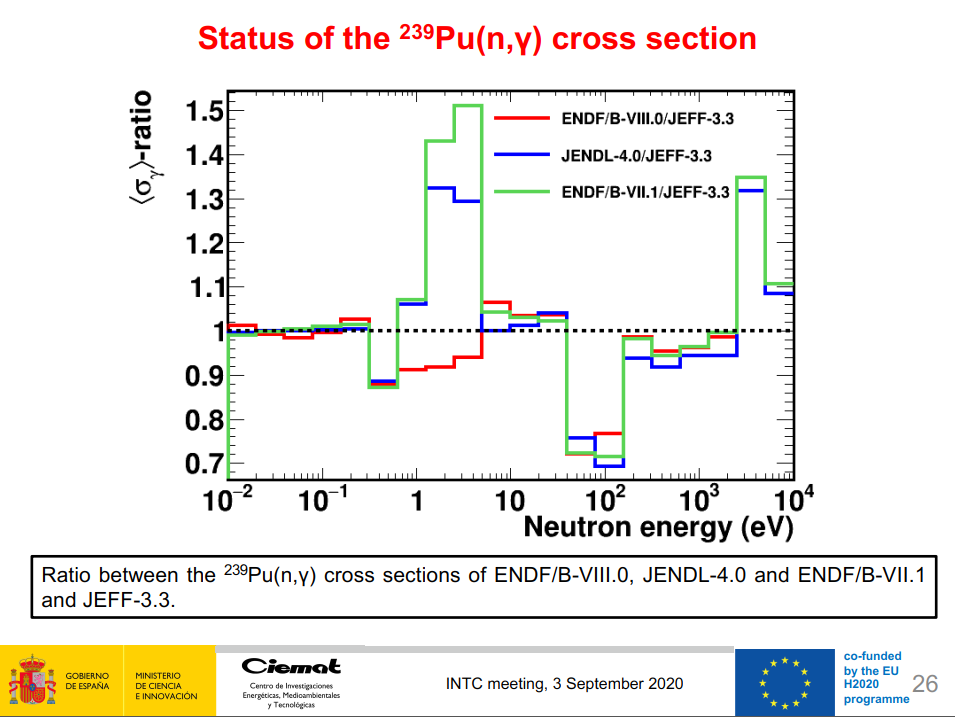 Status of the ²³⁹Pu(n,γ) cross section
⟨σγ⟩-ratio
1.5
1.4
1.3
1.2
1.1
1
0.9
0.8
0.7
ENDF/B-VIII.0/JEFF-3.3
JENDL-4.0/JEFF-3.3
ENDF/B-VII.1/JEFF-3.3
10⁻² 10⁻¹ 1 10 10² 10³ 10⁴
Neutron energy (eV)
Ratio between the ²³⁹Pu(n,γ) cross sections of ENDF/B-VIII.0, JENDL-4.0 and ENDF/B-VII.1
and JEFF-3.3.
GOBIERNO
DE ESPAÑA
MINISTERIO
DE CIENCIA
E INNOVACIÓN
Ciemat
Centro de Investigaciones
Energéticas, Medioambientales
y Tecnológicas
INTC meeting, 3 September 2020
co-funded
by the EU
H2020
programme
26